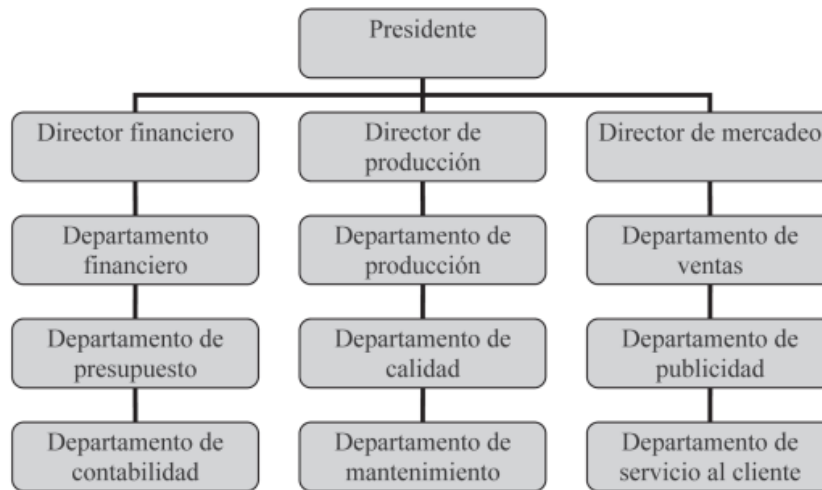 Presidente
Director financiero
Director de
producción
Director de mercadeo
Departamento
financiero
Departamento de
producción
Departamento de
ventas
Departamento de
presupuesto
Departamento de
calidad
Departamento de
publicidad
Departamento de
contabilidad
Departamento de
mantenimiento
Departamento de
servicio al cliente